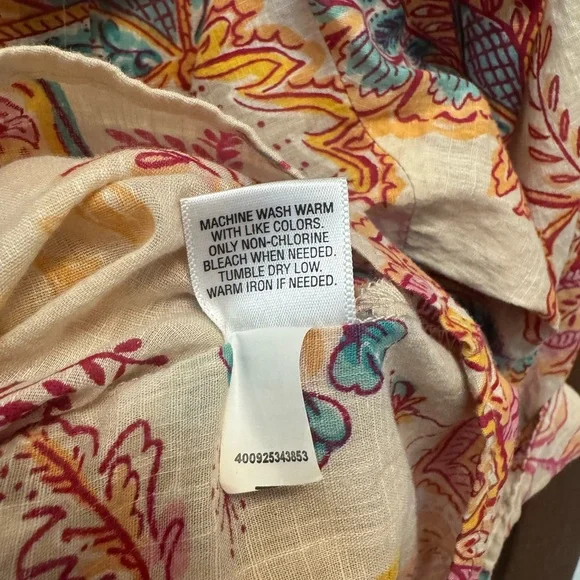 MACHINE WASH WARM
WITH LIKE COLORS.
ONLY NON-CHLORINE
BLEACH WHEN NEEDED.
TUMBLE DRY LOW.
WARM IRON IF NEEDED.
400925343853